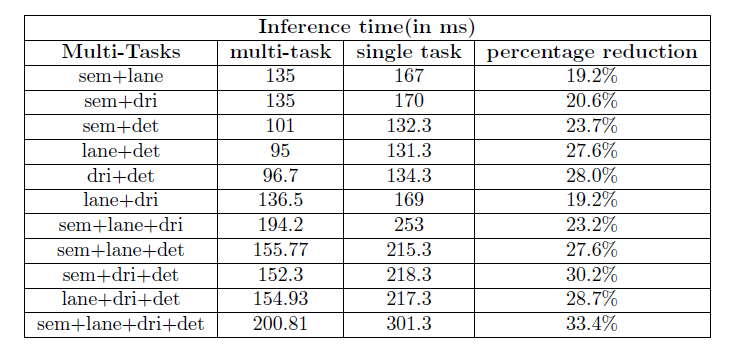 Inference time(in ms)
Multi-Tasks multi-task single task percentage reduction
sem+lane 135 167 19.2%
sem+dri 135 170 20.6%
sem+det 101 132.3 23.7%
lane+det 95 131.3 27.6%
dri+det 96.7 134.3 28.0%
lane+dri 136.5 169 19.2%
sem+lane+dri 194.2 253 23.2%
sem+lane+det 155.77 215.3 27.6%
sem+dri+det 152.3 218.3 30.2%
lane+dri+det 154.93 217.3 28.7%
sem+lane+dri+det 200.81 301.3 33.4%